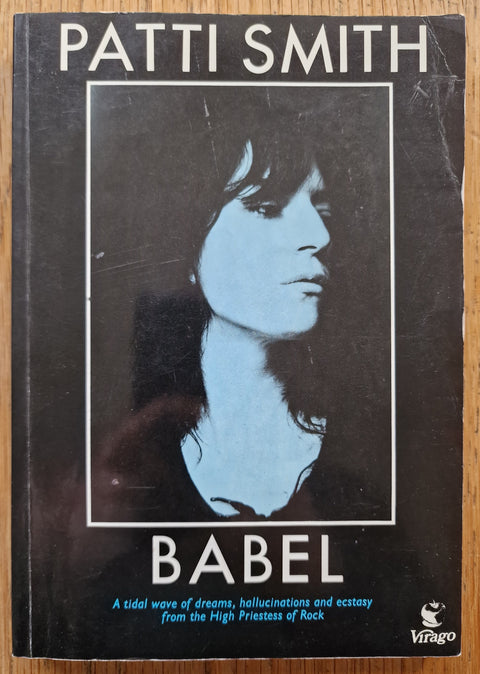 PATTI SMITH
BABEL
A tidal wave of dreams, hallucinations and ecstasy
from the High Priestess of Rock
Virago